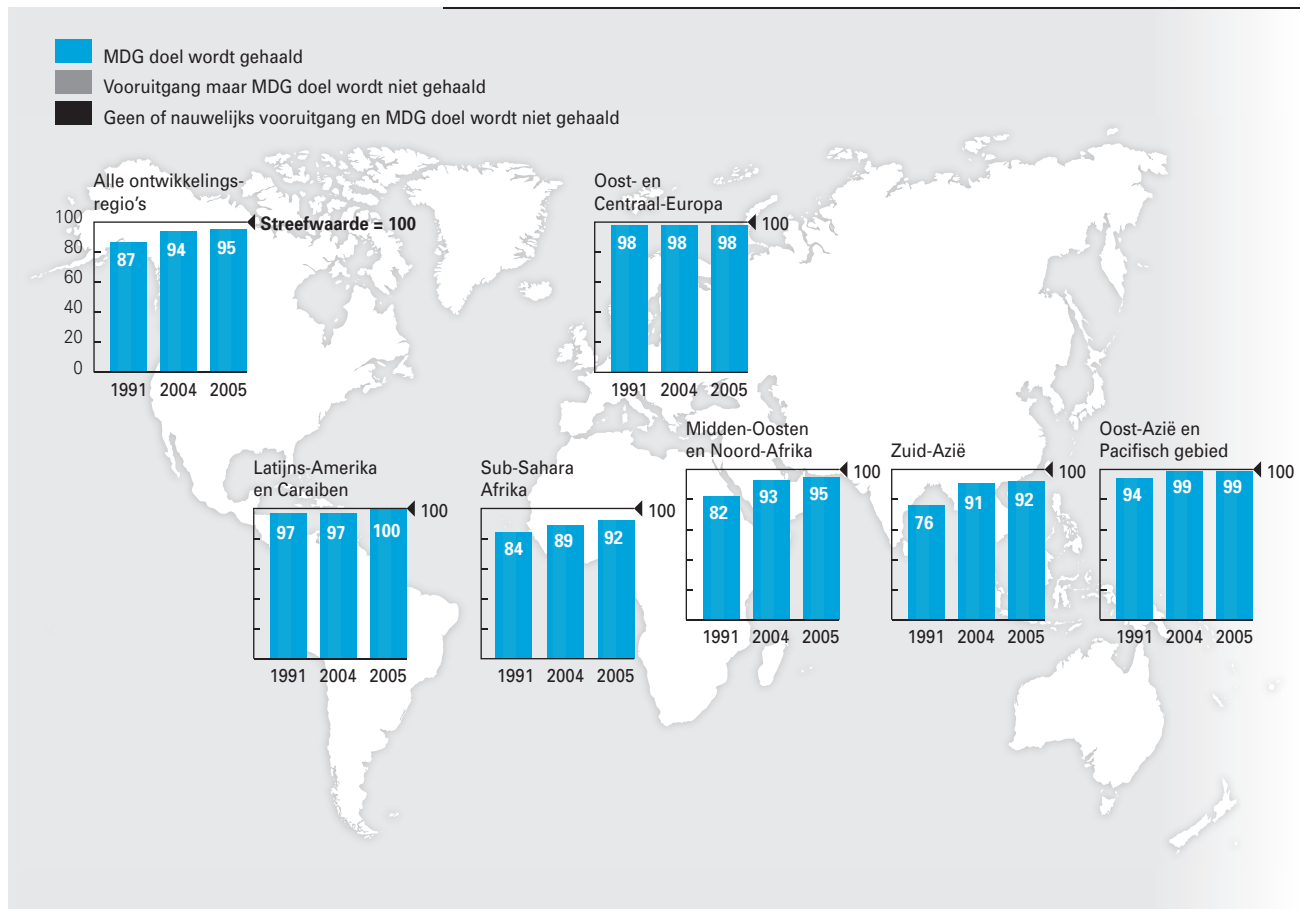 MDG doel wordt gehaald
Vooruitgang maar MDG doel wordt niet gehaald
Geen of nauwelijks vooruitgang en MDG doel wordt niet gehaald
Alle ontwikkelings-
regio's
100
80
60
40
20
0
Streefwaarde = 100
87 94 95
1991 2004 2005
Oost- en
Centraal-Europa
100
98 98 98
1991 2004 2005
Latijns-Amerika
en Caraiben
100
97 97 100
1991 2004 2005
Sub-Sahara
Afrika
100
84 89 92
1991 2004 2005
Midden-Oosten
en Noord-Afrika
100
82 93 95
1991 2004 2005
Zuid-Azië
100
76 91 92
1991 2004 2005
Oost-Azië en
Pacifisch gebied
100
94 99 99
1991 2004 2005